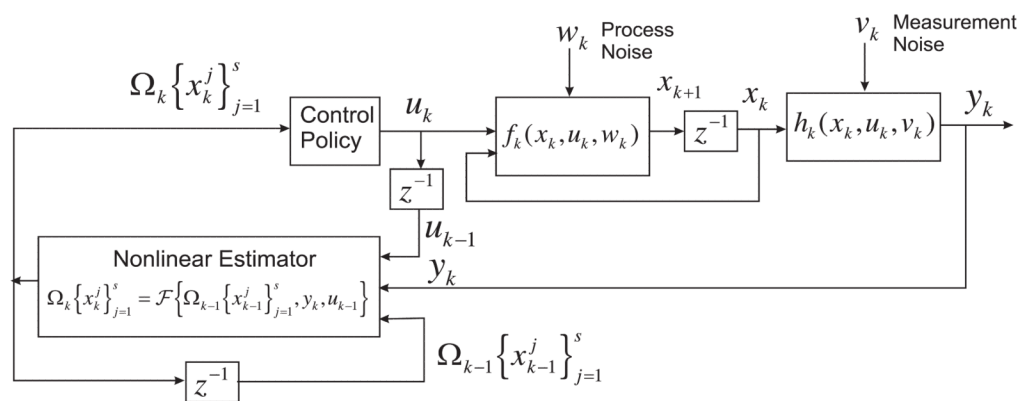 w_k Process
Noise
v_k Measurement
Noise
Ω_k{x_k^j}_{j=1}^s
Control
Policy
u_k
f_k(x_k, u_k, w_k)
x_{k+1}
z^{-1}
x_k
h_k(x_k, u_k, v_k)
y_k
z^{-1}
u_{k-1}
Nonlinear Estimator
Ω_k{x_k^j}_{j=1}^s = ℱ{Ω_{k-1}{x_{k-1}^j}_{j=1}^s, y_k, u_{k-1}}
y_k
Ω_{k-1}{x_{k-1}^j}_{j=1}^s
z^{-1}